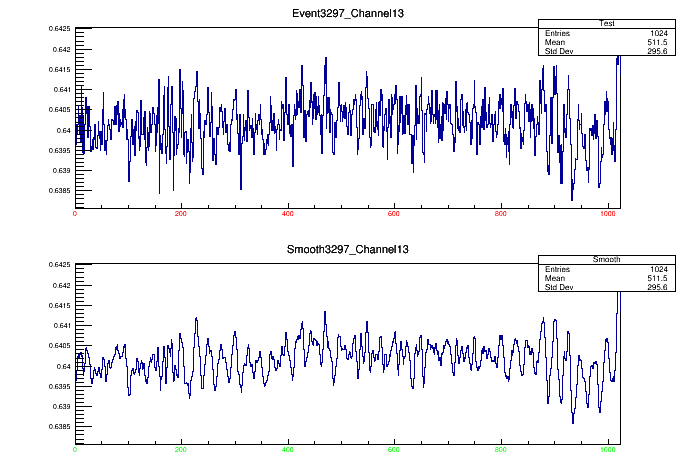 Event3297_Channel13
Test
Entries 1024
Mean 511.5
Std Dev 295.6
0.6425
0.642
0.6415
0.641
0.6405
0.64
0.6395
0.639
0.6385
0 200 400 600 800 1000
Smooth3297_Channel13
Smooth
Entries 1024
Mean 511.5
Std Dev 295.6
0.6425
0.642
0.6415
0.641
0.6405
0.64
0.6395
0.639
0.6385
0 200 400 600 800 1000